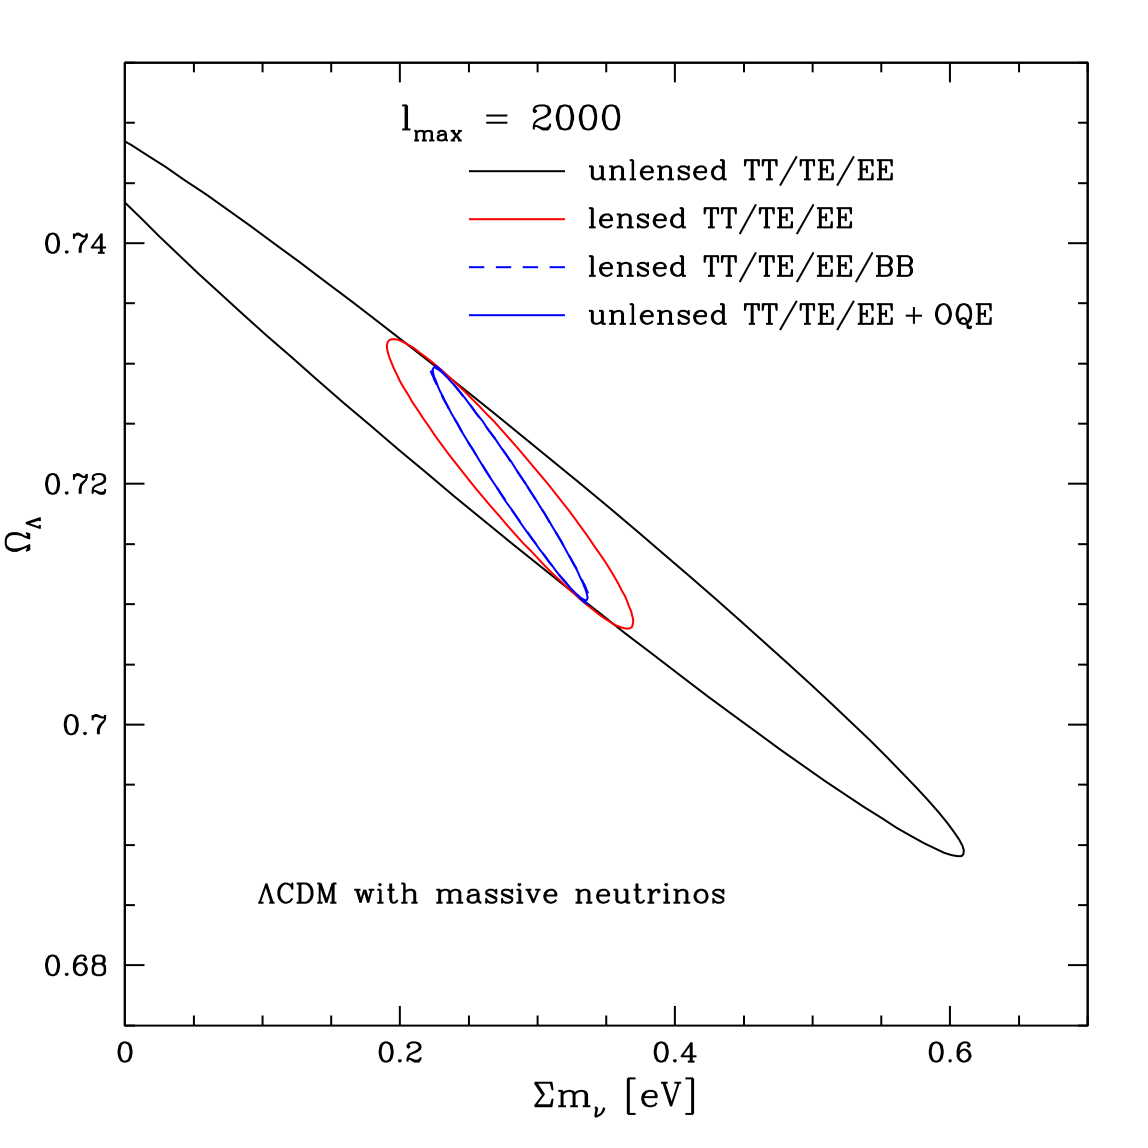 l_max = 2000
unlensed TT/TE/EE
lensed TT/TE/EE
lensed TT/TE/EE/BB
unlensed TT/TE/EE + OQE
0.74
0.72
Ω_Λ
0.7
ΛCDM with massive neutrinos
0.68
0 0.2 0.4 0.6
Σm_ν [eV]